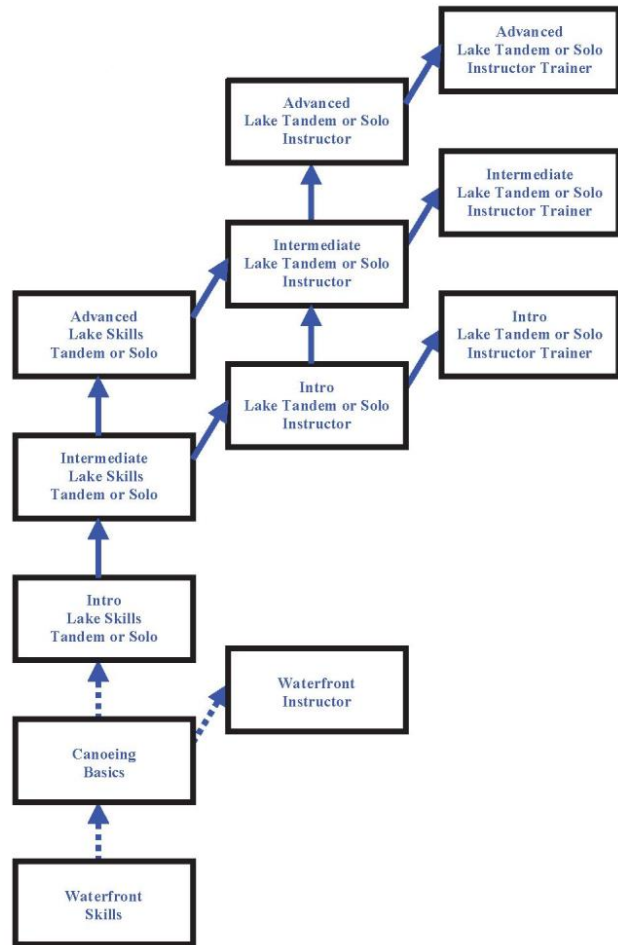 Advanced
Lake Tandem or Solo
Instructor Trainer
Advanced
Lake Tandem or Solo
Instructor
Intermediate
Lake Tandem or Solo
Instructor Trainer
Intermediate
Lake Tandem or Solo
Instructor
Advanced
Lake Skills
Tandem or Solo
Intro
Lake Tandem or Solo
Instructor Trainer
Intro
Lake Tandem or Solo
Instructor
Intermediate
Lake Skills
Tandem or Solo
Intro
Lake Skills
Tandem or Solo
Waterfront
Instructor
Canoeing
Basics
Waterfront
Skills